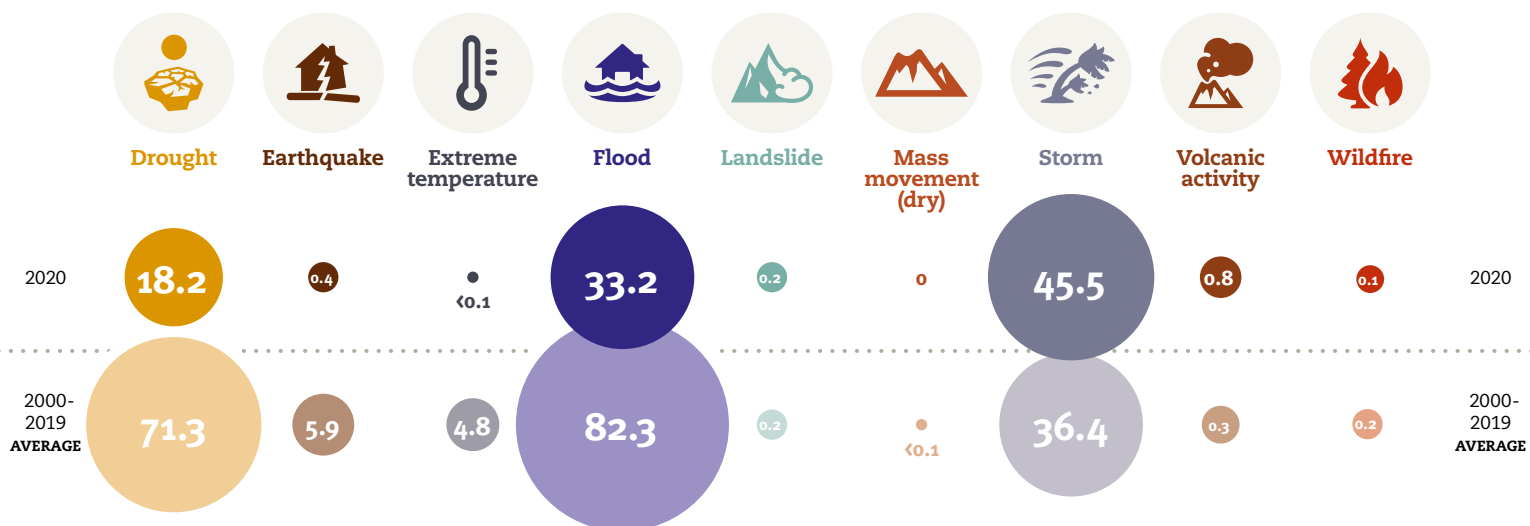 Drought
Earthquake
Extreme
temperature
Flood
Landslide
Mass
movement
(dry)
Storm
Volcanic
activity
Wildfire
2020
18.2
0.4
<0.1
33.2
0.2
0
45.5
0.8
0.1
2020
2000-
2019
AVERAGE
71.3
5.9
4.8
82.3
0.2
<0.1
36.4
0.3
0.2
2000-
2019
AVERAGE